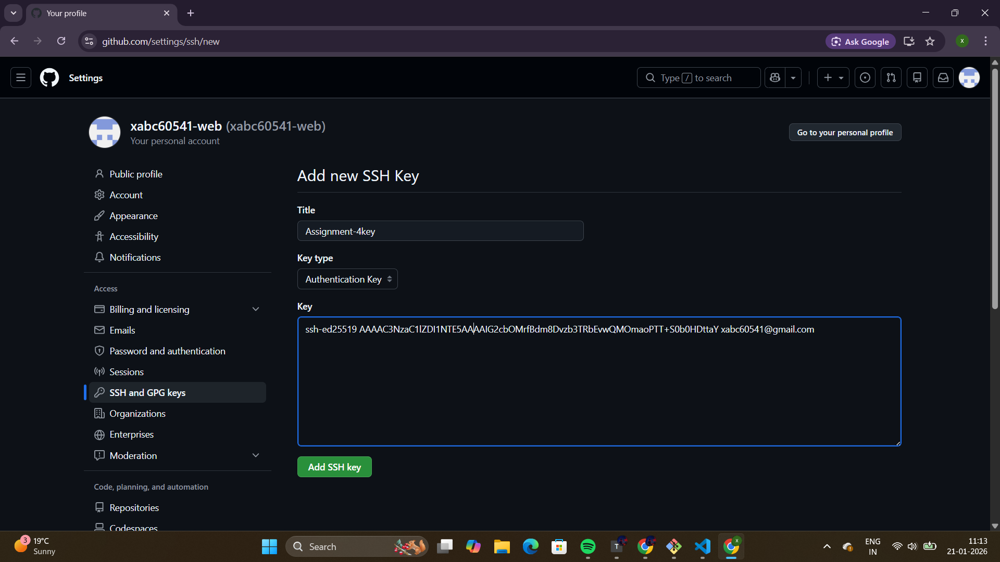 Your profile
github.com/settings/ssh/new
Ask Google
x
Settings
Type / to search
xabc60541-web (xabc60541-web)
Your personal account
Go to your personal profile
Public profile
Account
Appearance
Accessibility
Notifications
Access
Billing and licensing
Emails
Password and authentication
Sessions
SSH and GPG keys
Organizations
Enterprises
Moderation
Code, planning, and automation
Repositories
Codespaces
Add new SSH Key
Title
Assignment-4key
Key type
Authentication Key
Key
ssh-ed25519 AAAAC3NzaC1lZDI1NTE5AAAAIG2cbOMrfBdm8Dvzb3TRbEvwQMOmaoPTT+S0b0HDttaY xabc60541@gmail.com
Add SSH key
3
19°C
Sunny
Search
T
x
ENG
IN
11:13
21-01-2026